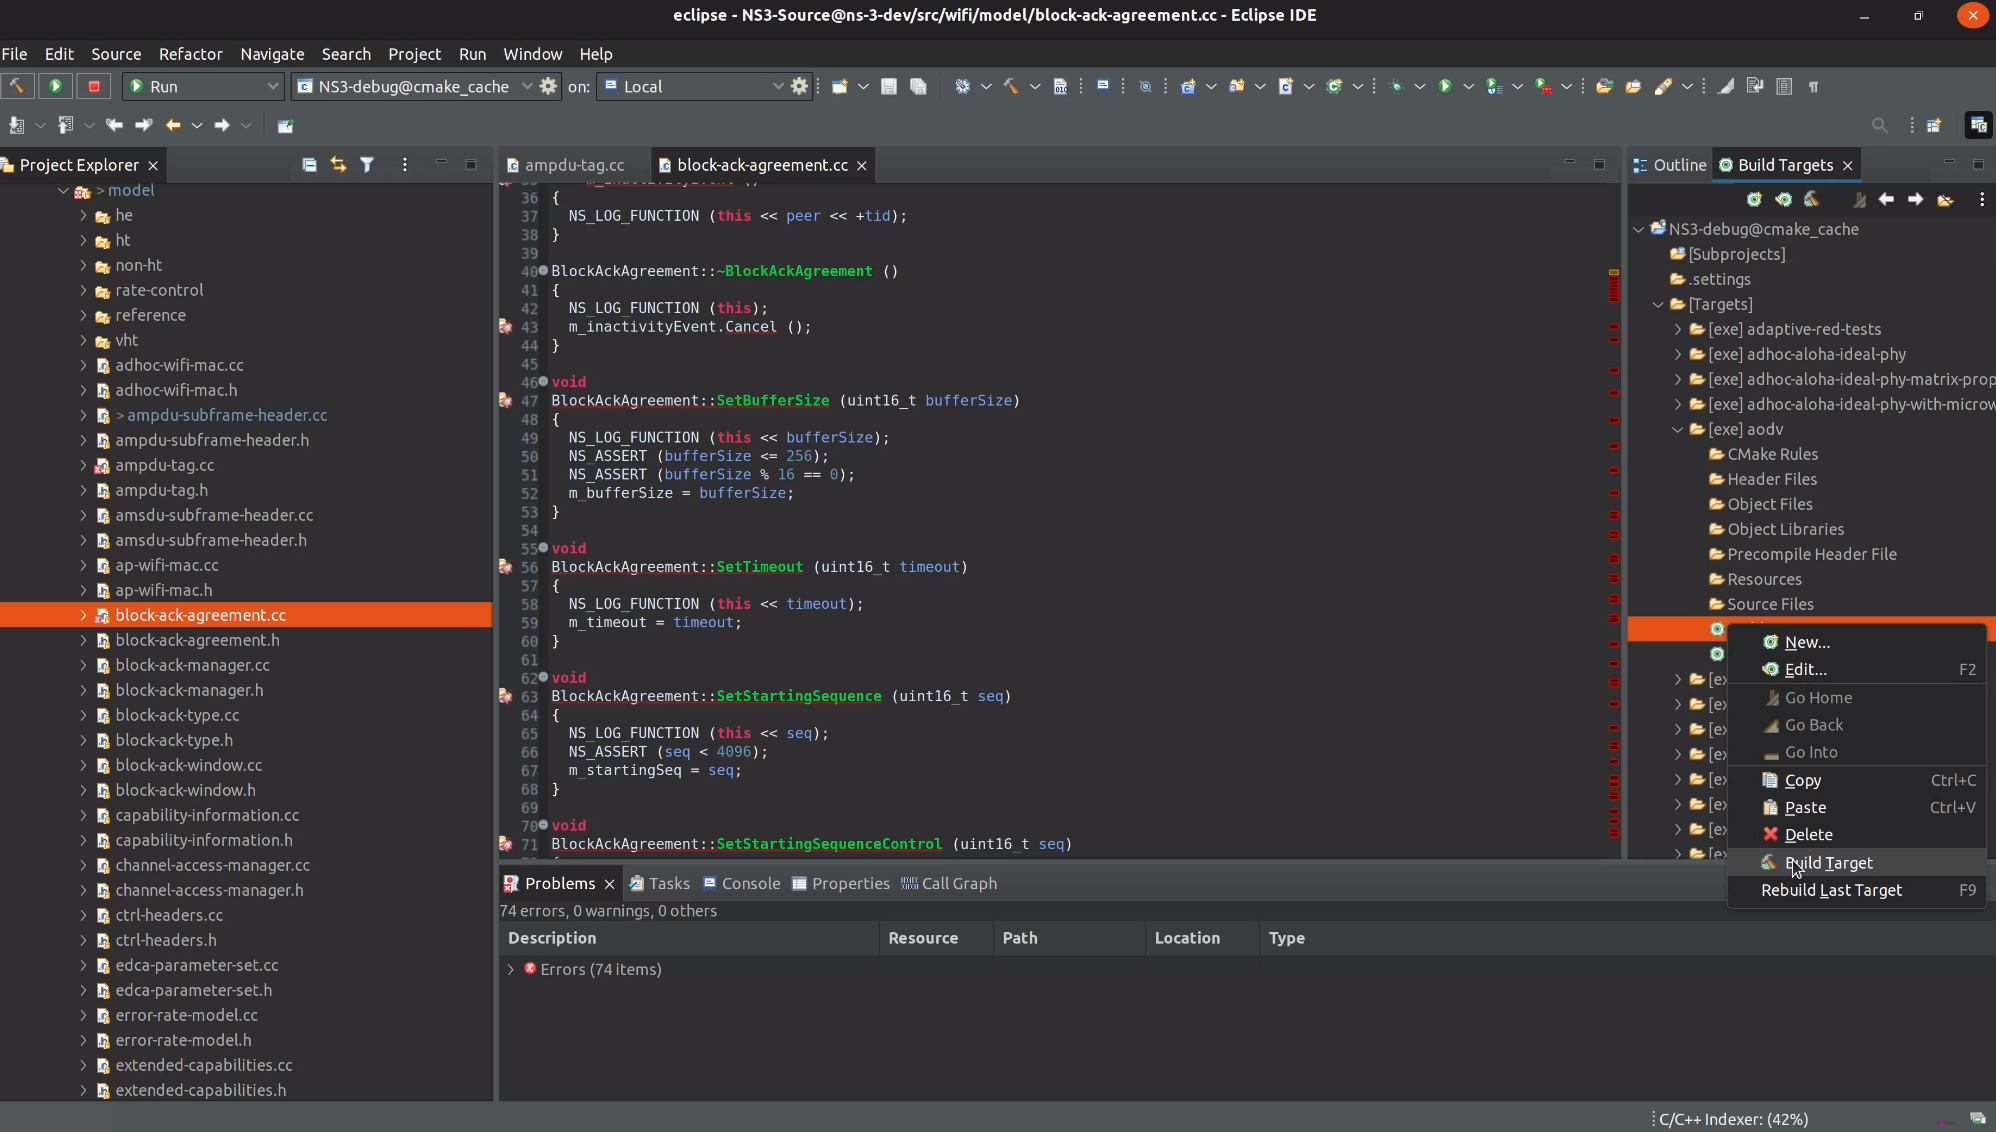 eclipse - NS3-Source@ns-3-dev/src/wifi/model/block-ack-agreement.cc - Eclipse IDE
File Edit Source Refactor Navigate Search Project Run Window Help
Run NS3-debug@cmake_cache on: Local
Project Explorer
> model
he
ht
non-ht
rate-control
reference
vht
adhoc-wifi-mac.cc
adhoc-wifi-mac.h
> ampdu-subframe-header.cc
ampdu-subframe-header.h
ampdu-tag.cc
ampdu-tag.h
amsdu-subframe-header.cc
amsdu-subframe-header.h
ap-wifi-mac.cc
ap-wifi-mac.h
block-ack-agreement.cc
block-ack-agreement.h
block-ack-manager.cc
block-ack-manager.h
block-ack-type.cc
block-ack-type.h
block-ack-window.cc
block-ack-window.h
capability-information.cc
capability-information.h
channel-access-manager.cc
channel-access-manager.h
ctrl-headers.cc
ctrl-headers.h
edca-parameter-set.cc
edca-parameter-set.h
error-rate-model.cc
error-rate-model.h
extended-capabilities.cc
extended-capabilities.h
ampdu-tag.cc block-ack-agreement.cc
36 {
37 NS_LOG_FUNCTION (this << peer << +tid);
38 }
39
40 BlockAckAgreement::~BlockAckAgreement ()
41 {
42 NS_LOG_FUNCTION (this);
43 m_inactivityEvent.Cancel ();
44 }
45
46 void
47 BlockAckAgreement::SetBufferSize (uint16_t bufferSize)
48 {
49 NS_LOG_FUNCTION (this << bufferSize);
50 NS_ASSERT (bufferSize <= 256);
51 NS_ASSERT (bufferSize % 16 == 0);
52 m_bufferSize = bufferSize;
53 }
54
55 void
56 BlockAckAgreement::SetTimeout (uint16_t timeout)
57 {
58 NS_LOG_FUNCTION (this << timeout);
59 m_timeout = timeout;
60 }
61
62 void
63 BlockAckAgreement::SetStartingSequence (uint16_t seq)
64 {
65 NS_LOG_FUNCTION (this << seq);
66 NS_ASSERT (seq < 4096);
67 m_startingSeq = seq;
68 }
69
70 void
71 BlockAckAgreement::SetStartingSequenceControl (uint16_t seq)
Problems Tasks Console Properties Call Graph
74 errors, 0 warnings, 0 others
Description Resource Path Location Type
Errors (74 items)
Outline Build Targets
NS3-debug@cmake_cache
[Subprojects]
.settings
[Targets]
[exe] adaptive-red-tests
[exe] adhoc-aloha-ideal-phy
[exe] adhoc-aloha-ideal-phy-matrix-prop
[exe] adhoc-aloha-ideal-phy-with-microw
[exe] aodv
CMake Rules
Header Files
Object Files
Object Libraries
Precompile Header File
Resources
Source Files
[ex
[ex
[ex
[ex
[ex
[ex
[ex
[ex
New...
Edit... F2
Go Home
Go Back
Go Into
Copy Ctrl+C
Paste Ctrl+V
Delete
Build Target
Rebuild Last Target F9
C/C++ Indexer: (42%)